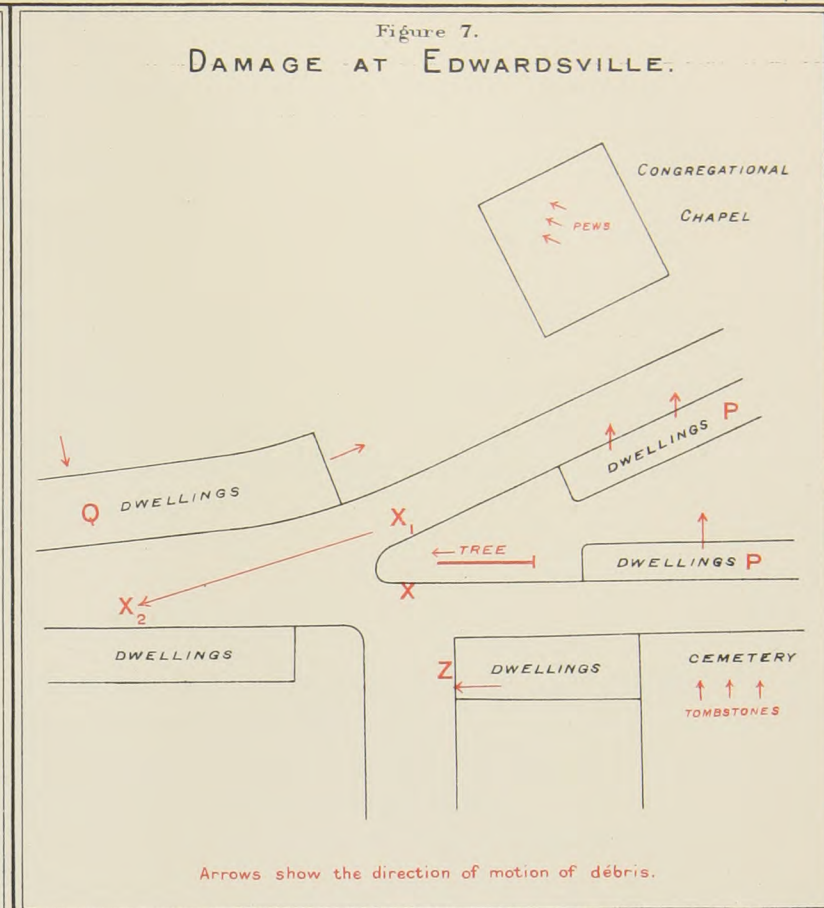 Figure 7.
DAMAGE AT EDWARDSVILLE.
CONGREGATIONAL
CHAPEL
PEWS
P
DWELLINGS
Q DWELLINGS
X1
TREE
DWELLINGS P
X
X2
DWELLINGS
Z
DWELLINGS
CEMETERY
TOMBSTONES
Arrows show the direction of motion of débris.